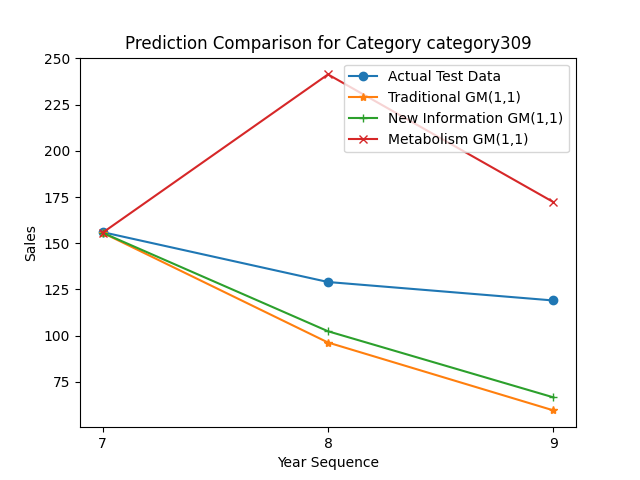 Prediction Comparison for Category category309
Actual Test Data
Traditional GM(1,1)
New Information GM(1,1)
Metabolism GM(1,1)
250
225
200
175
150
125
100
75
Sales
7
8
9
Year Sequence